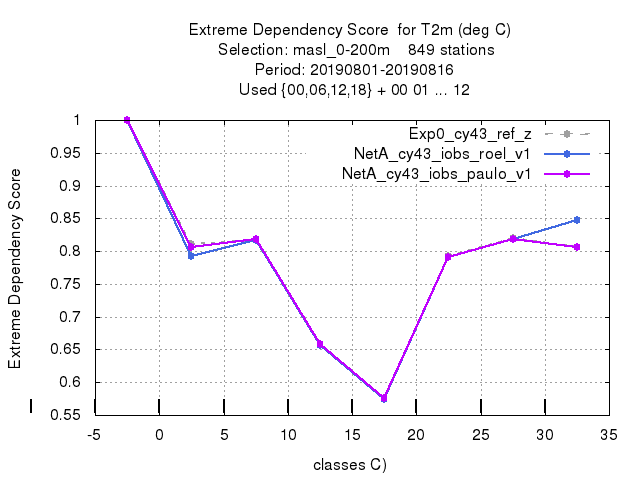 Extreme Dependency Score  for T2m (deg C)
Selection: masl_0-200m    849 stations
Period: 20190801-20190816
Used {00,06,12,18} + 00 01 ... 12
Exp0_cy43_ref_z
NetA_cy43_iobs_roel_v1
NetA_cy43_iobs_paulo_v1
Extreme Dependency Score
1
0.95
0.9
0.85
0.8
0.75
0.7
0.65
0.6
0.55
-5
0
5
10
15
20
25
30
35
classes C)